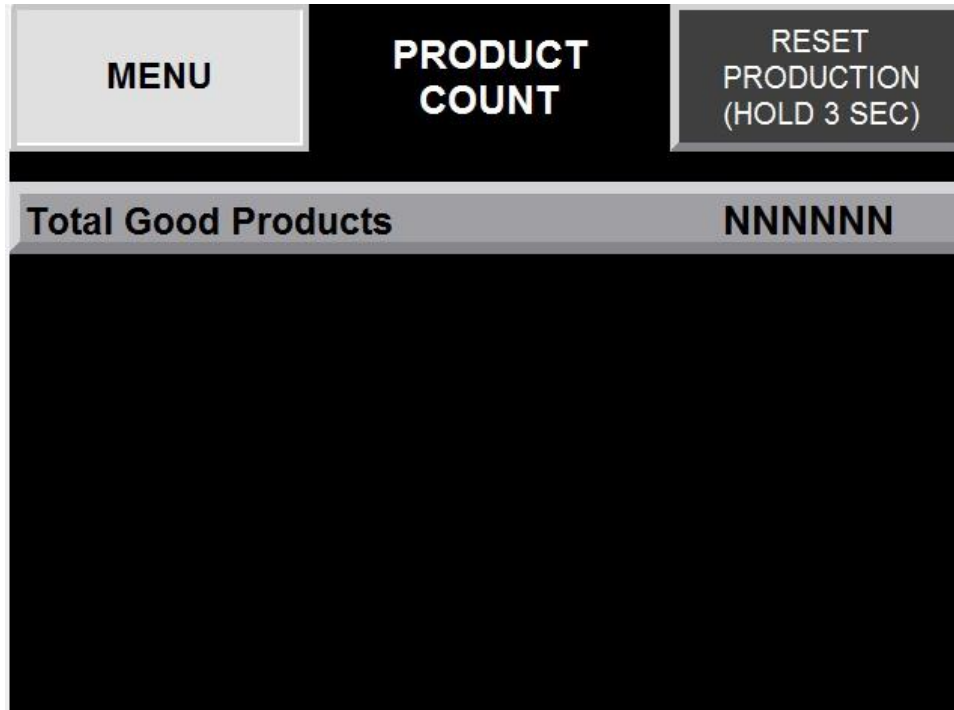 MENU
PRODUCT
COUNT
RESET
PRODUCTION
(HOLD 3 SEC)
Total Good Products NNNNNN